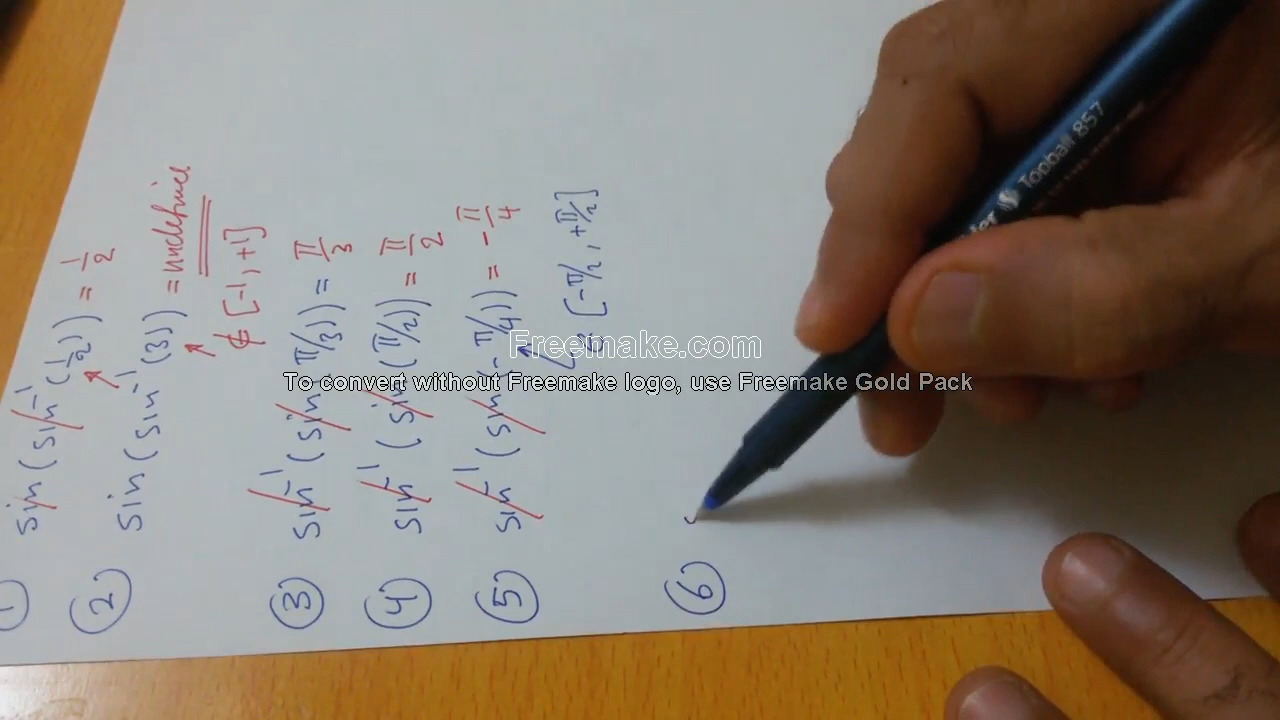 ① sin(sin⁻¹(1/2)) = 1/2
② sin(sin⁻¹(3)) = undefined
∉ [-1, +1]
③ sin⁻¹(sin π/3)) = π/3
④ sin⁻¹(sin(π/2)) = π/2
⑤ sin⁻¹(sin(-π/4)) = -π/4
∈ [-π/2, +π/2]
⑥
Topball 857
Freemake.com
To convert without Freemake logo, use Freemake Gold Pack